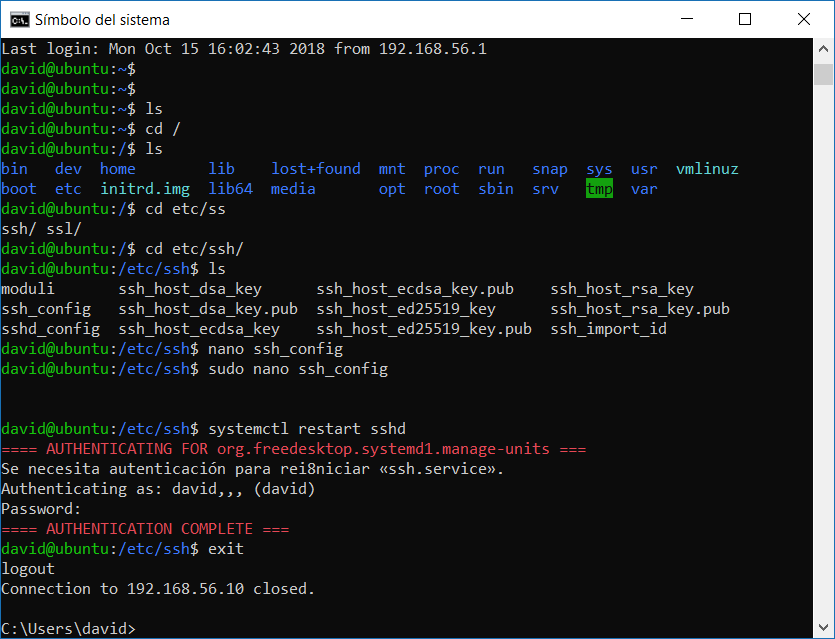 Símbolo del sistema
Last login: Mon Oct 15 16:02:43 2018 from 192.168.56.1
david@ubuntu:~$
david@ubuntu:~$
david@ubuntu:~$ ls
david@ubuntu:~$ cd /
david@ubuntu:/$ ls
bin   dev  home        lib    lost+found  mnt  proc  run   snap  sys  usr  vmlinuz
boot  etc  initrd.img  lib64  media       opt  root  sbin  srv   tmp  var
david@ubuntu:/$ cd etc/ss
ssh/ ssl/
david@ubuntu:/$ cd etc/ssh/
david@ubuntu:/etc/ssh$ ls
moduli       ssh_host_dsa_key      ssh_host_ecdsa_key.pub    ssh_host_rsa_key
ssh_config   ssh_host_dsa_key.pub  ssh_host_ed25519_key      ssh_host_rsa_key.pub
sshd_config  ssh_host_ecdsa_key    ssh_host_ed25519_key.pub  ssh_import_id
david@ubuntu:/etc/ssh$ nano ssh_config
david@ubuntu:/etc/ssh$ sudo nano ssh_config
david@ubuntu:/etc/ssh$ systemctl restart sshd
==== AUTHENTICATING FOR org.freedesktop.systemd1.manage-units ===
Se necesita autenticación para rei8niciar «ssh.service».
Authenticating as: david,,, (david)
Password:
==== AUTHENTICATION COMPLETE ===
david@ubuntu:/etc/ssh$ exit
logout
Connection to 192.168.56.10 closed.
C:\Users\david>